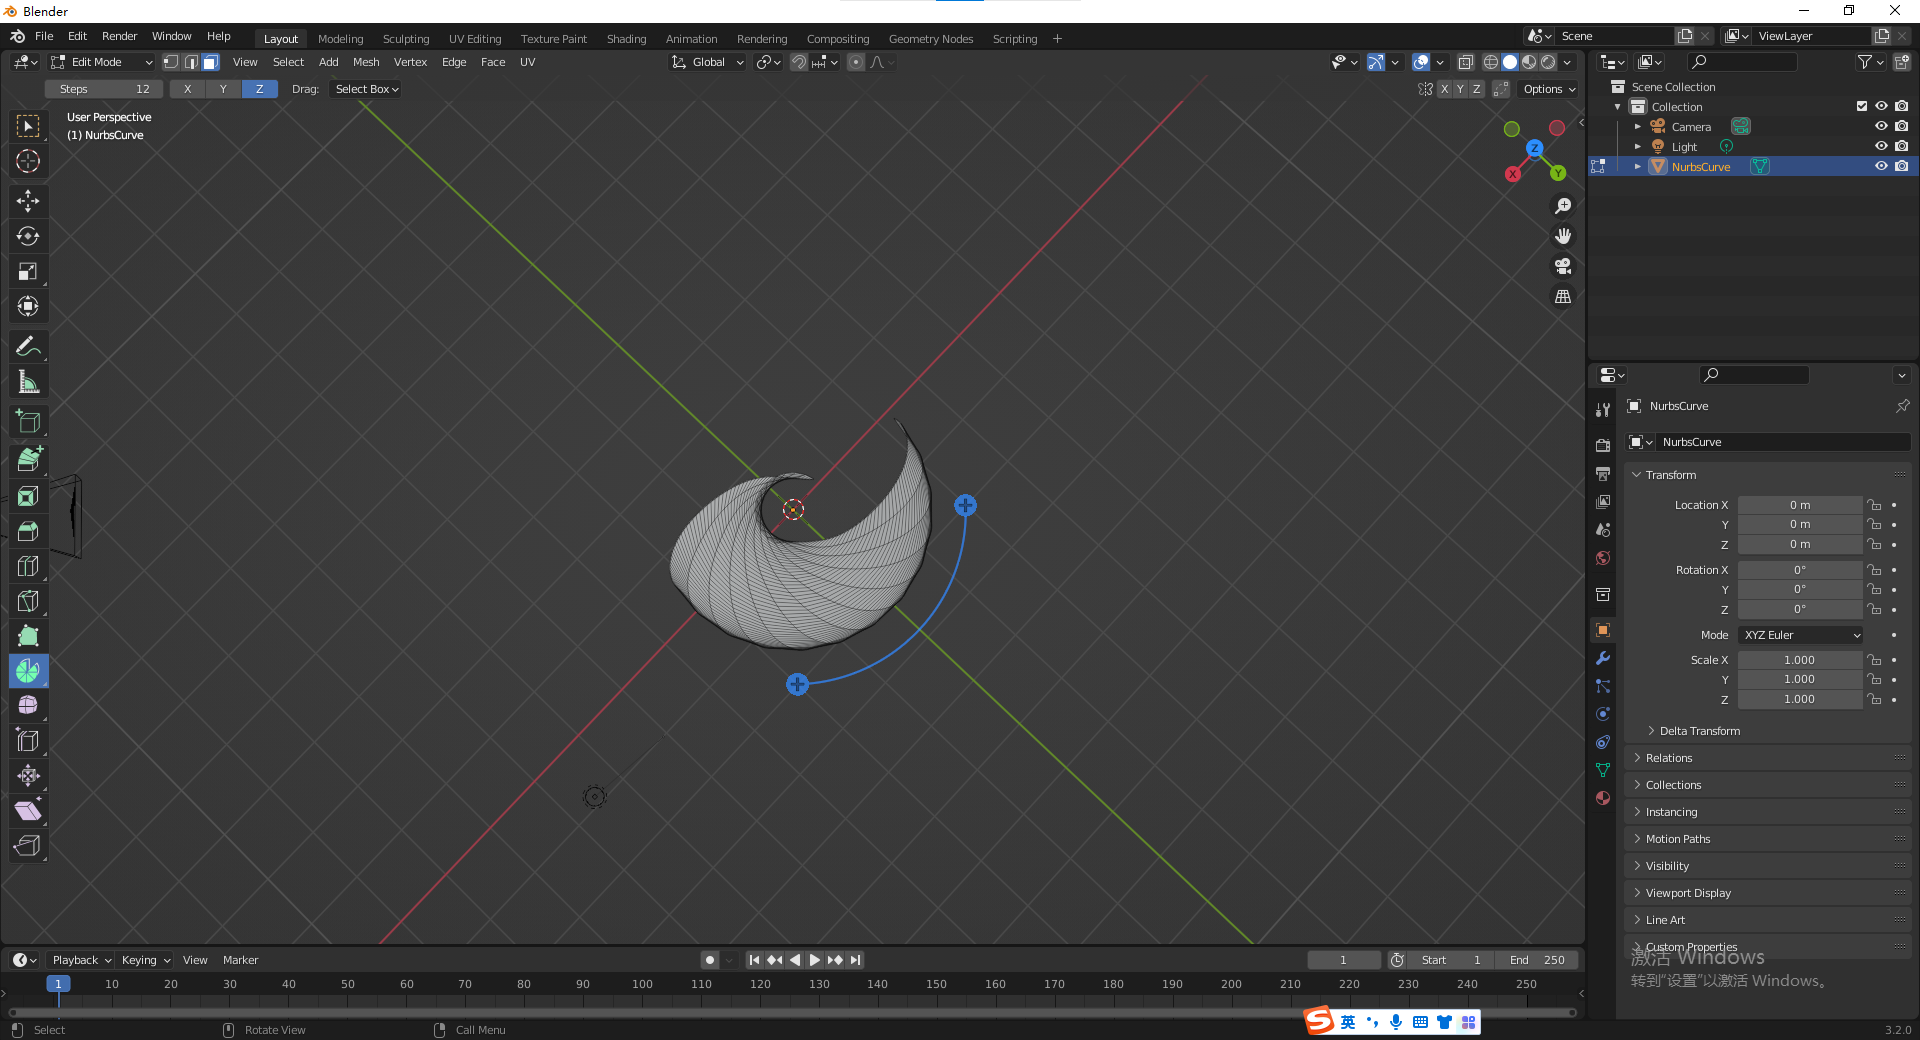 Blender
File Edit Render Window Help Layout Modeling Sculpting UV Editing Texture Paint Shading Animation Rendering Compositing Geometry Nodes Scripting + Scene ViewLayer
Edit Mode View Select Add Mesh Vertex Edge Face UV Global
Steps 12 X Y Z Drag: Select Box X Y Z Options
User Perspective
(1) NurbsCurve
Z
X Y
Scene Collection
Collection
Camera
Light
NurbsCurve
NurbsCurve
NurbsCurve
Transform
Location X 0 m
Y 0 m
Z 0 m
Rotation X 0°
Y 0°
Z 0°
Mode XYZ Euler
Scale X 1.000
Y 1.000
Z 1.000
Delta Transform
Relations
Collections
Instancing
Motion Paths
Visibility
Viewport Display
Line Art
Custom Properties
激活 Windows
转到“设置”以激活 Windows。
Playback Keying View Marker 1 Start 1 End 250
1 10 20 30 40 50 60 70 80 90 100 110 120 130 140 150 160 170 180 190 200 210 220 230 240 250
Select Rotate View Call Menu 3.2.0
S 英